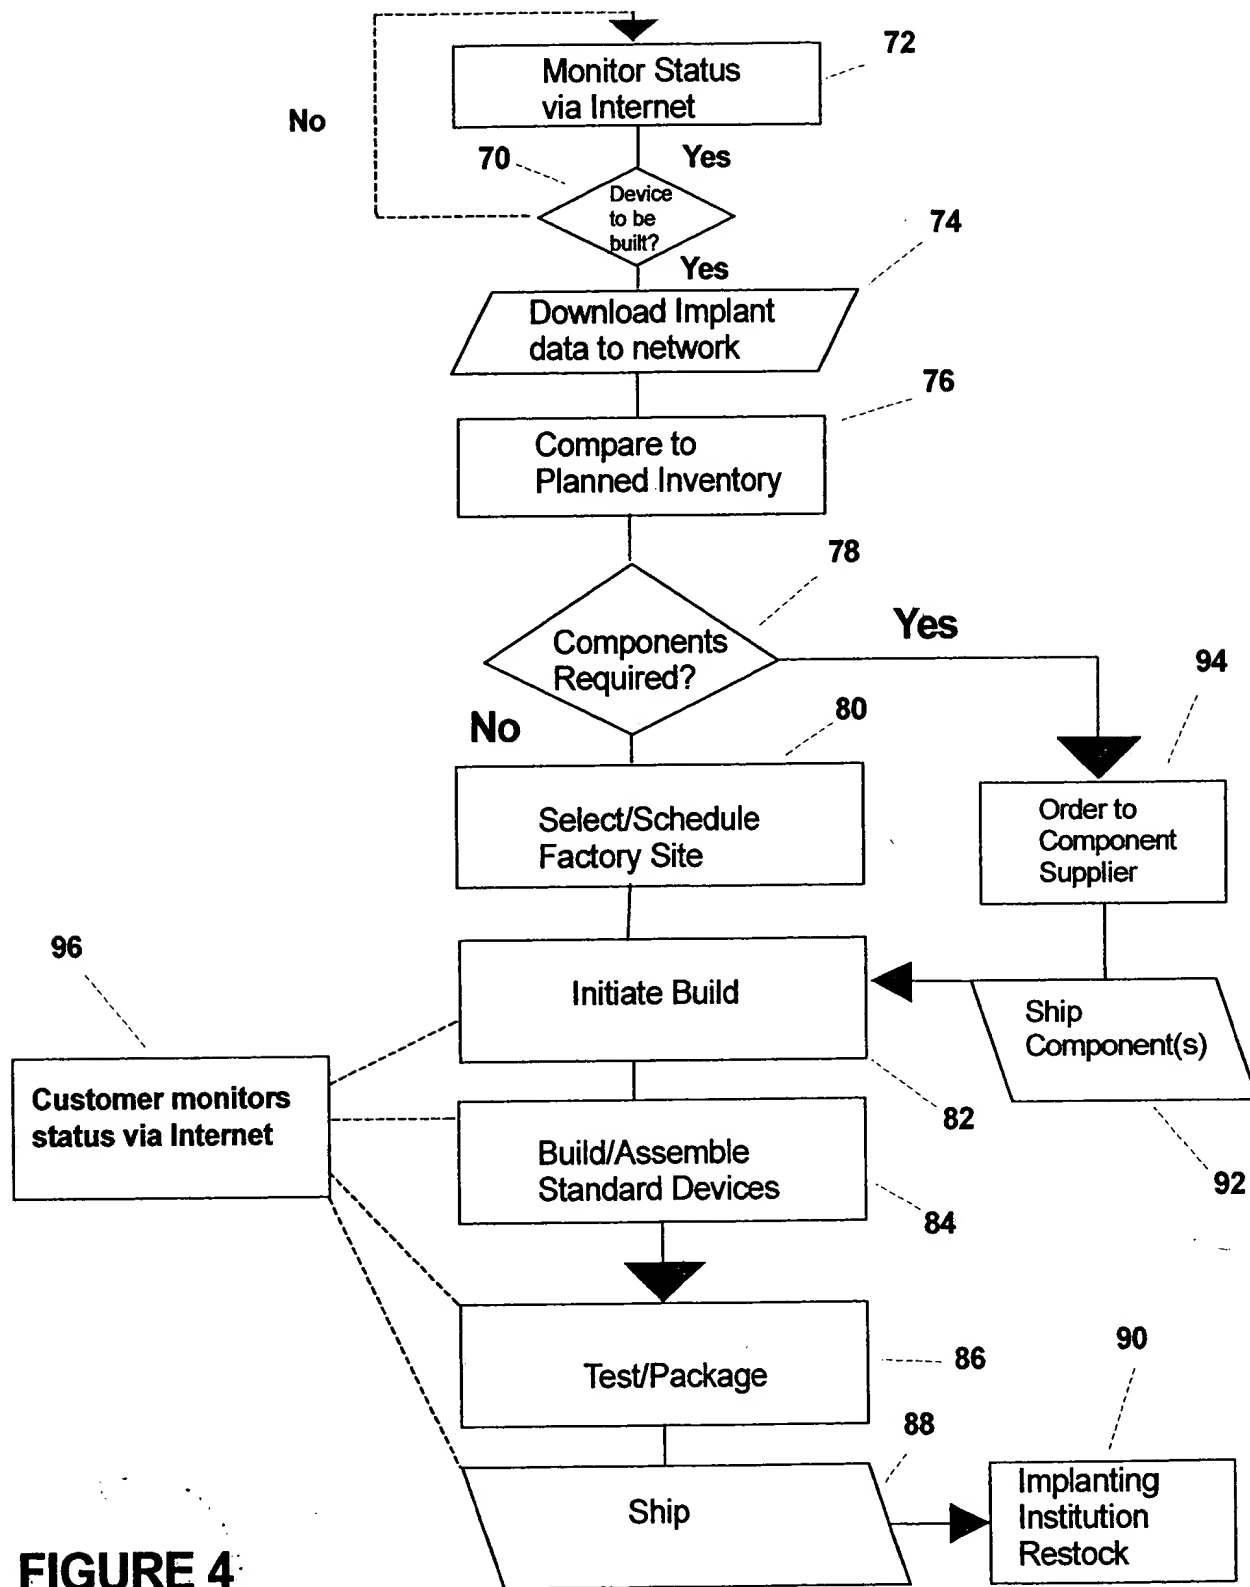 72
Monitor Status
via Internet
No
70
Yes
Device
to be
built?
74
Yes
Download Implant
data to network
76
Compare to
Planned Inventory
78
Components
Required?
Yes
94
No
80
Select/Schedule
Factory Site
Order to
Component
Supplier
96
Initiate Build
Ship
Component(s)
Customer monitors
status via Internet
82
Build/Assemble
Standard Devices
92
84
90
86
Test/Package
88
Ship
Implanting
Institution
Restock
FIGURE 4